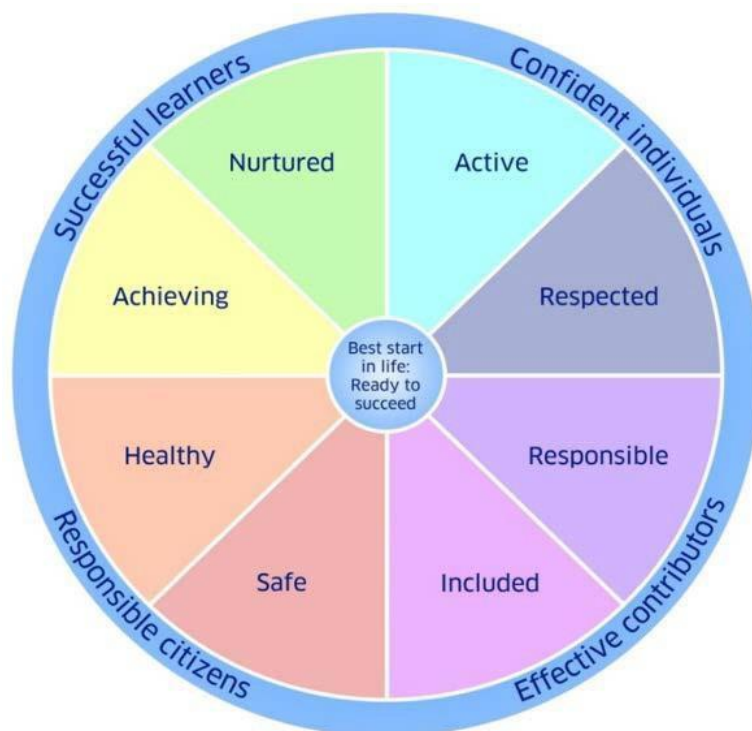 Successful learners
Confident individuals
Nurtured
Active
Achieving
Respected
Best start
in life:
Ready to
succeed
Healthy
Responsible
Safe
Included
Responsible citizens
Effective contributors